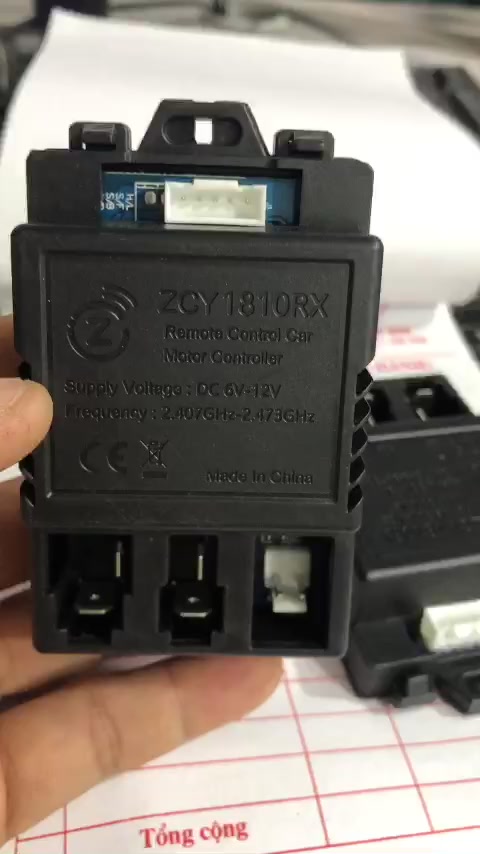 H/L
S/F
S/B
Z
ZCY1810RX
Remote Control Car
Motor Controller
Supply Voltage : DC 6V-12V
Frequency : 2.407GHz-2.473GHz
CE
Made In China
Tổng cộng